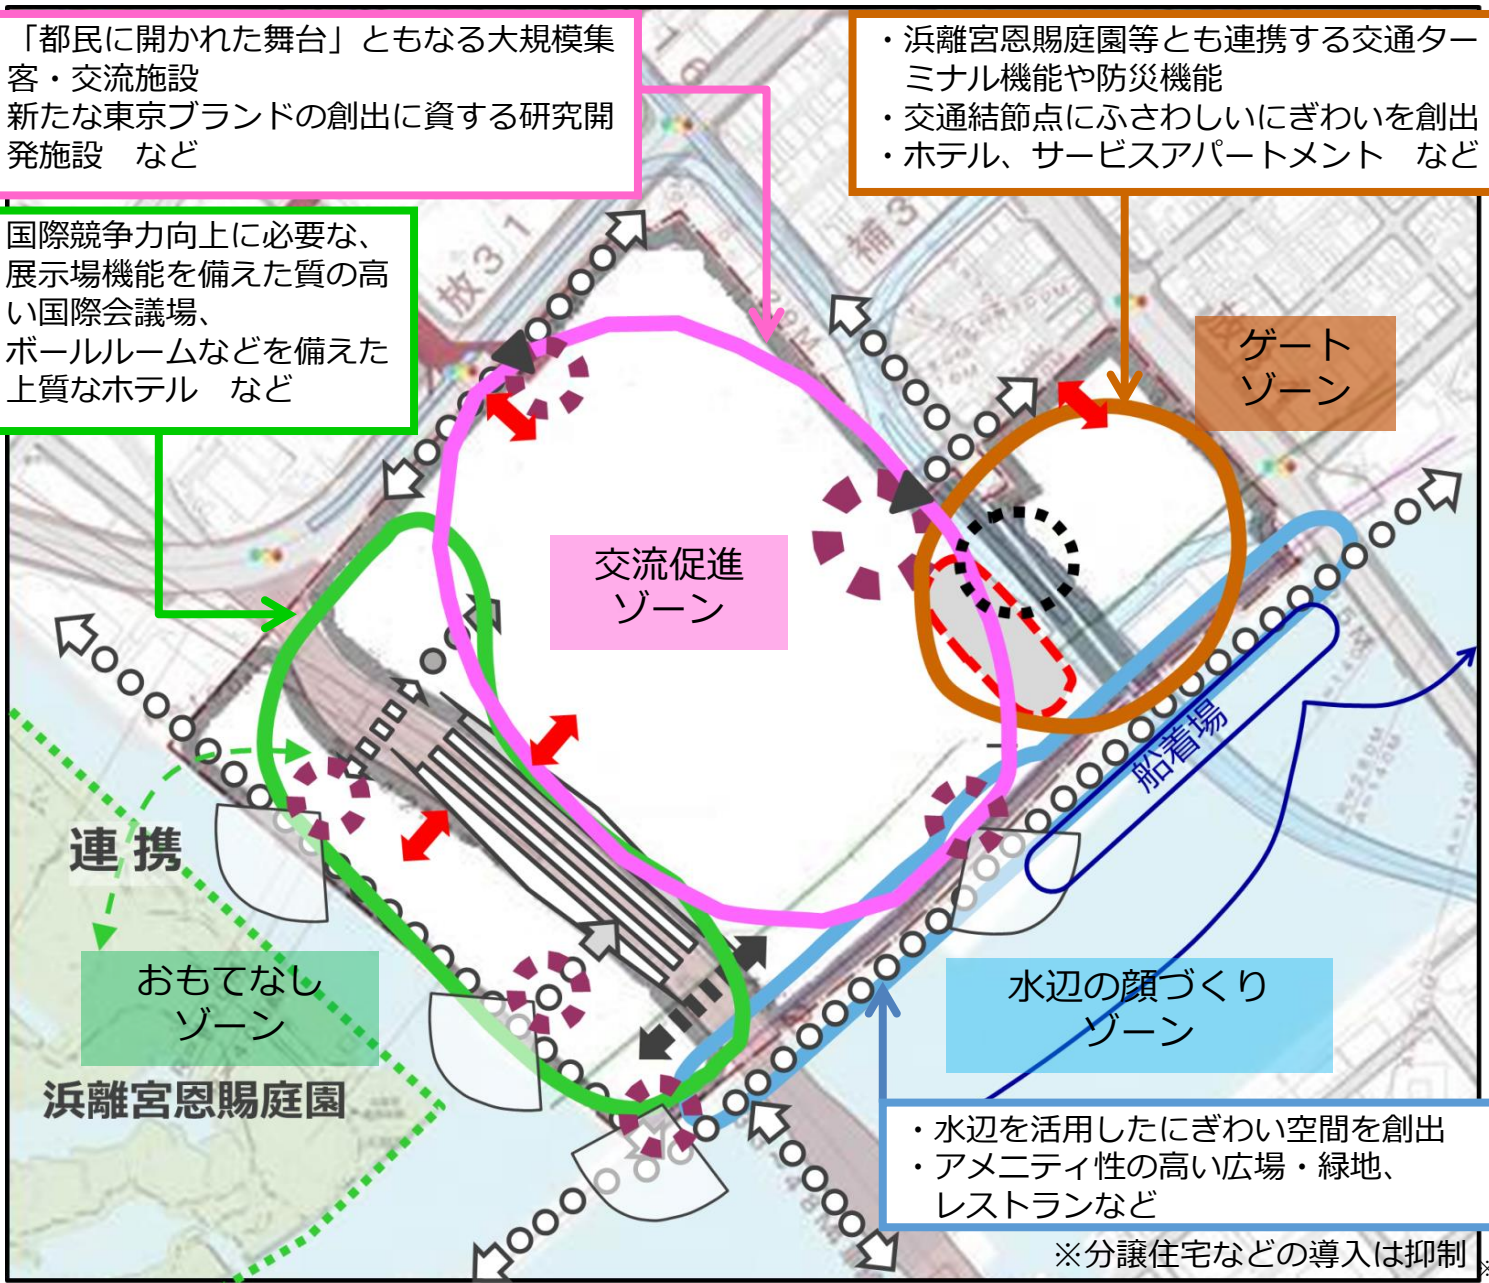 「都民に開かれた舞台」ともなる大規模集
客・交流施設
新たな東京ブランドの創出に資する研究開
発施設　など
・浜離宮恩賜庭園等とも連携する交通ター
ミナル機能や防災機能
・交通結節点にふさわしいにぎわいを創出
・ホテル、サービスアパートメント　など
国際競争力向上に必要な、
展示場機能を備えた質の高
い国際会議場、
ボールルームなどを備えた
上質なホテル　など
放31
補3
ゲート
ゾーン
交流促進
ゾーン
船着場
連携
おもてなし
ゾーン
水辺の顔づくり
ゾーン
浜離宮恩賜庭園
・水辺を活用したにぎわい空間を創出
・アメニティ性の高い広場・緑地、
レストランなど
※分譲住宅などの導入は抑制